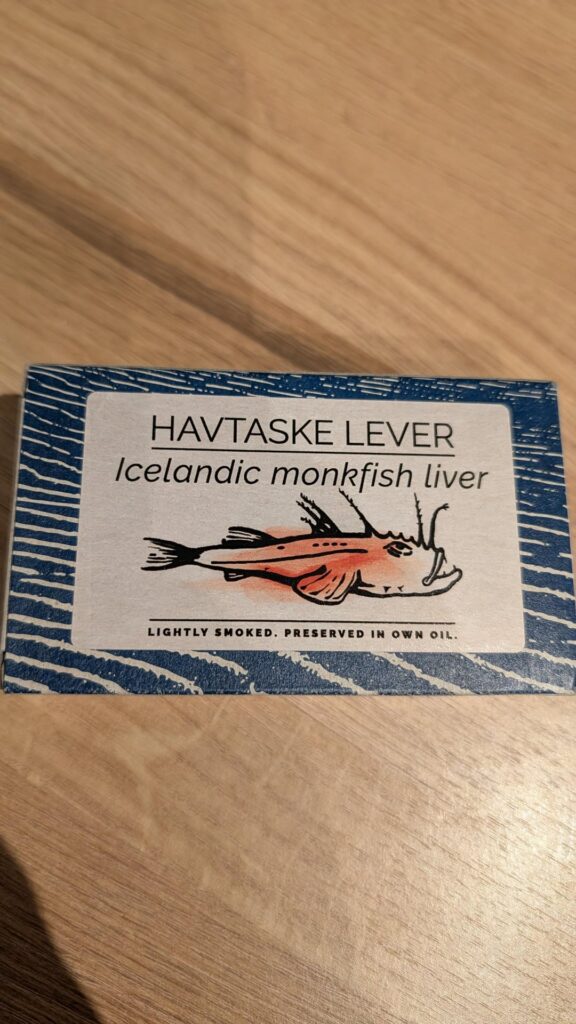 HAVTASKE LEVER
Icelandic monkfish liver
LIGHTLY SMOKED. PRESERVED IN OWN OIL.